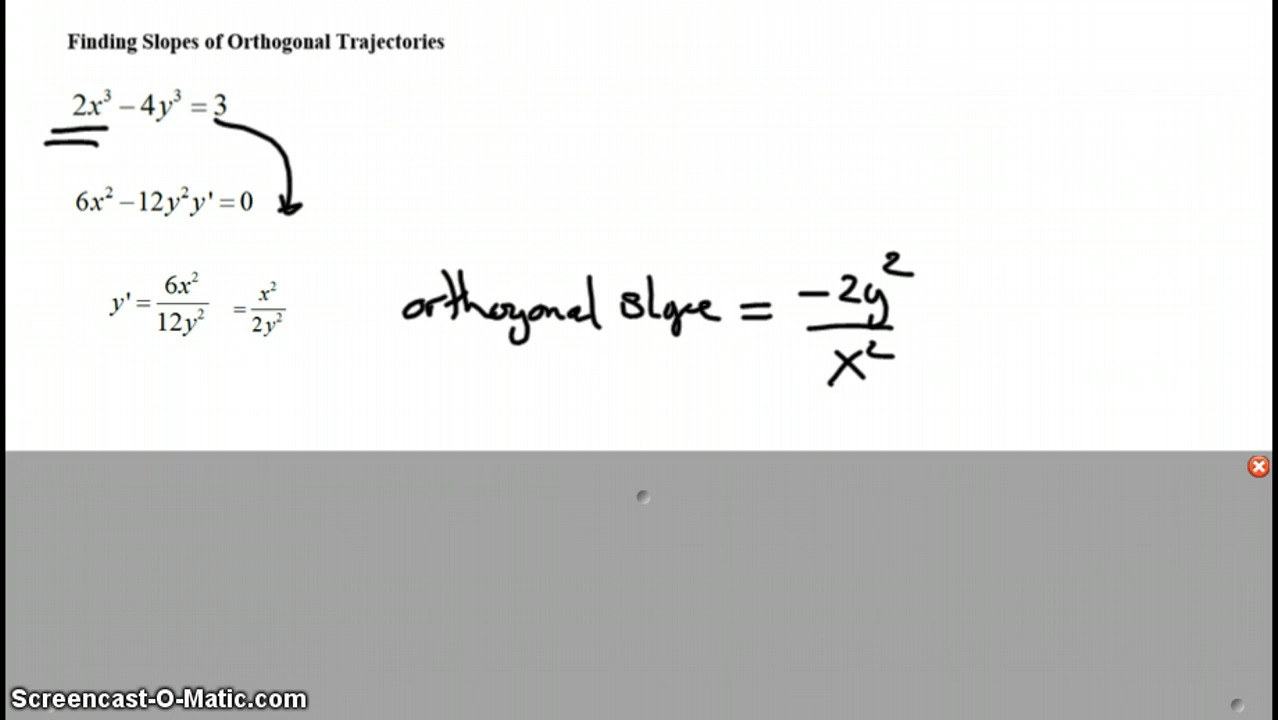 Finding Slopes of Orthogonal Trajectories
2x³ − 4y³ = 3
6x² − 12y²y' = 0
y' = 6x²/12y² = x²/2y²
orthogonal slope = −2y²/x²
Screencast-O-Matic.com